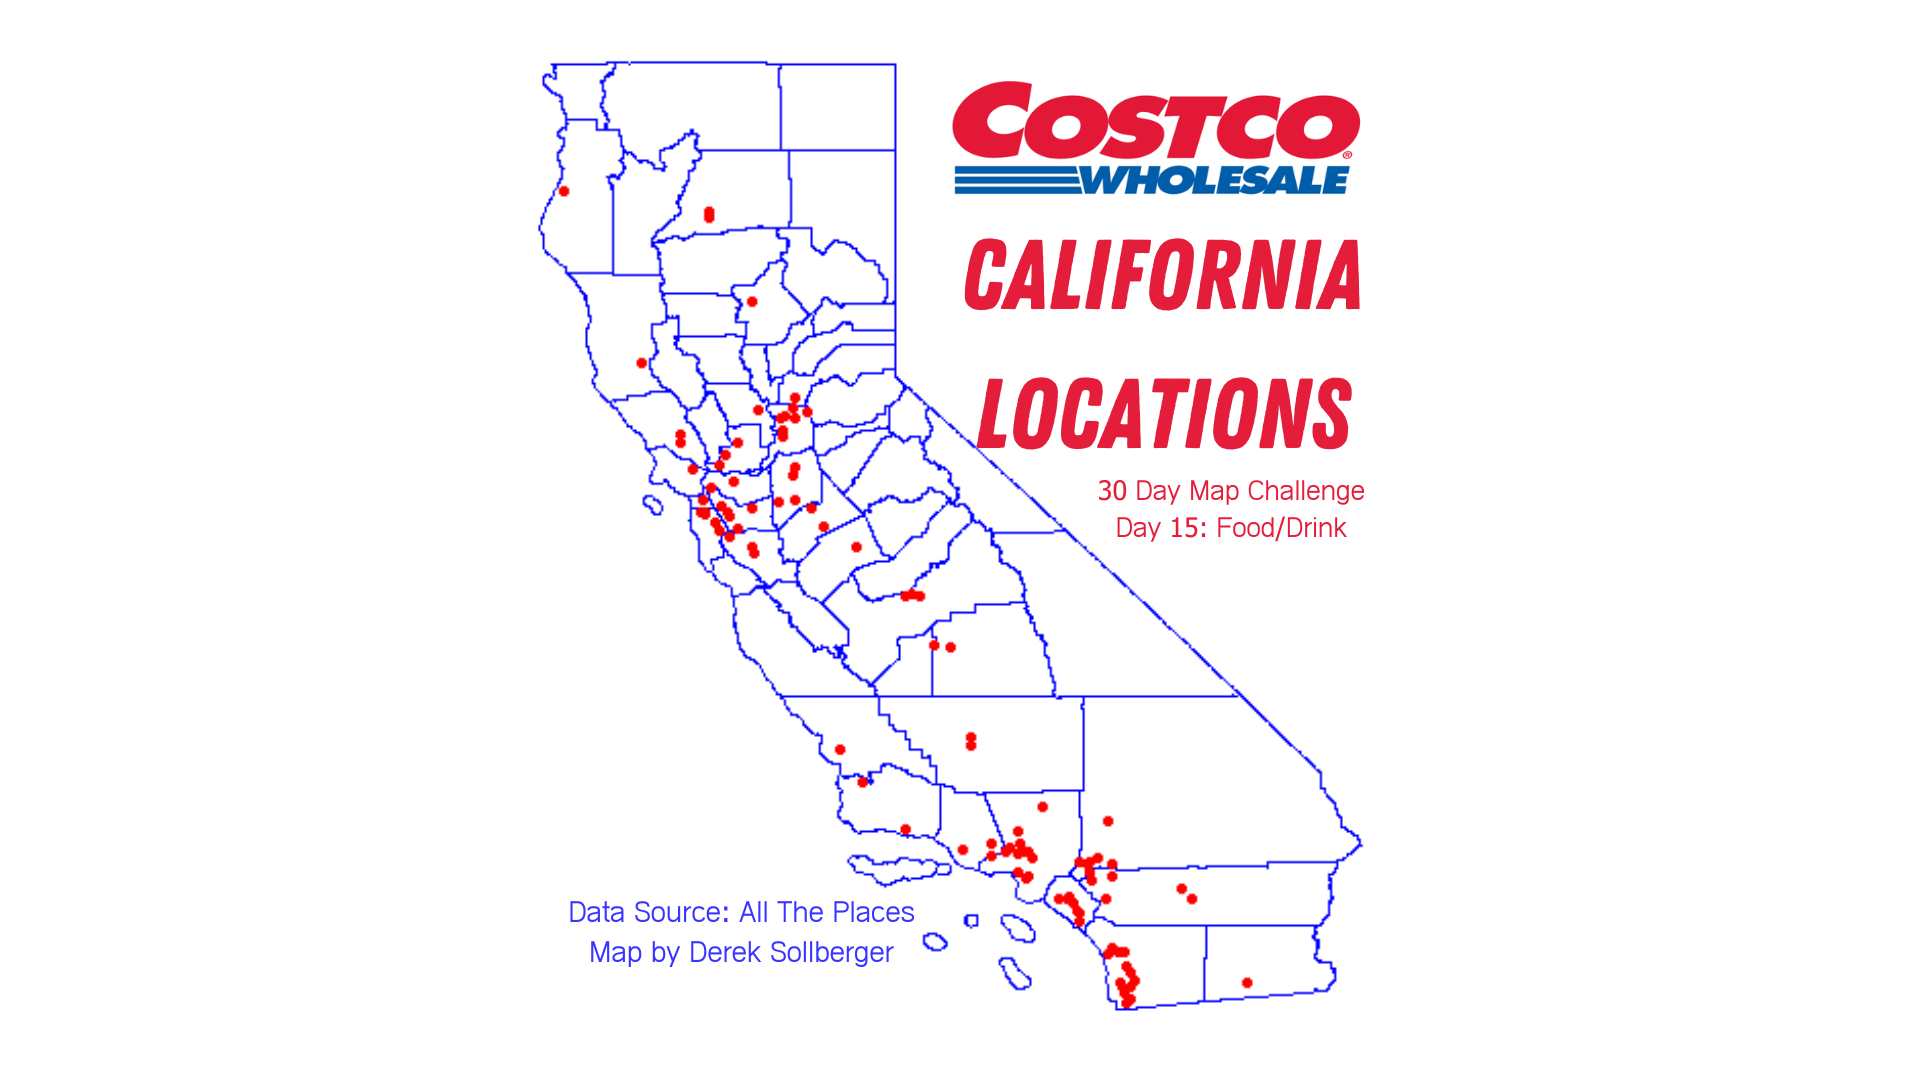 COSTCO
®
WHOLESALE
CALIFORNIA
LOCATIONS
30 Day Map Challenge
Day 15: Food/Drink
Data Source: All The Places
Map by Derek Sollberger